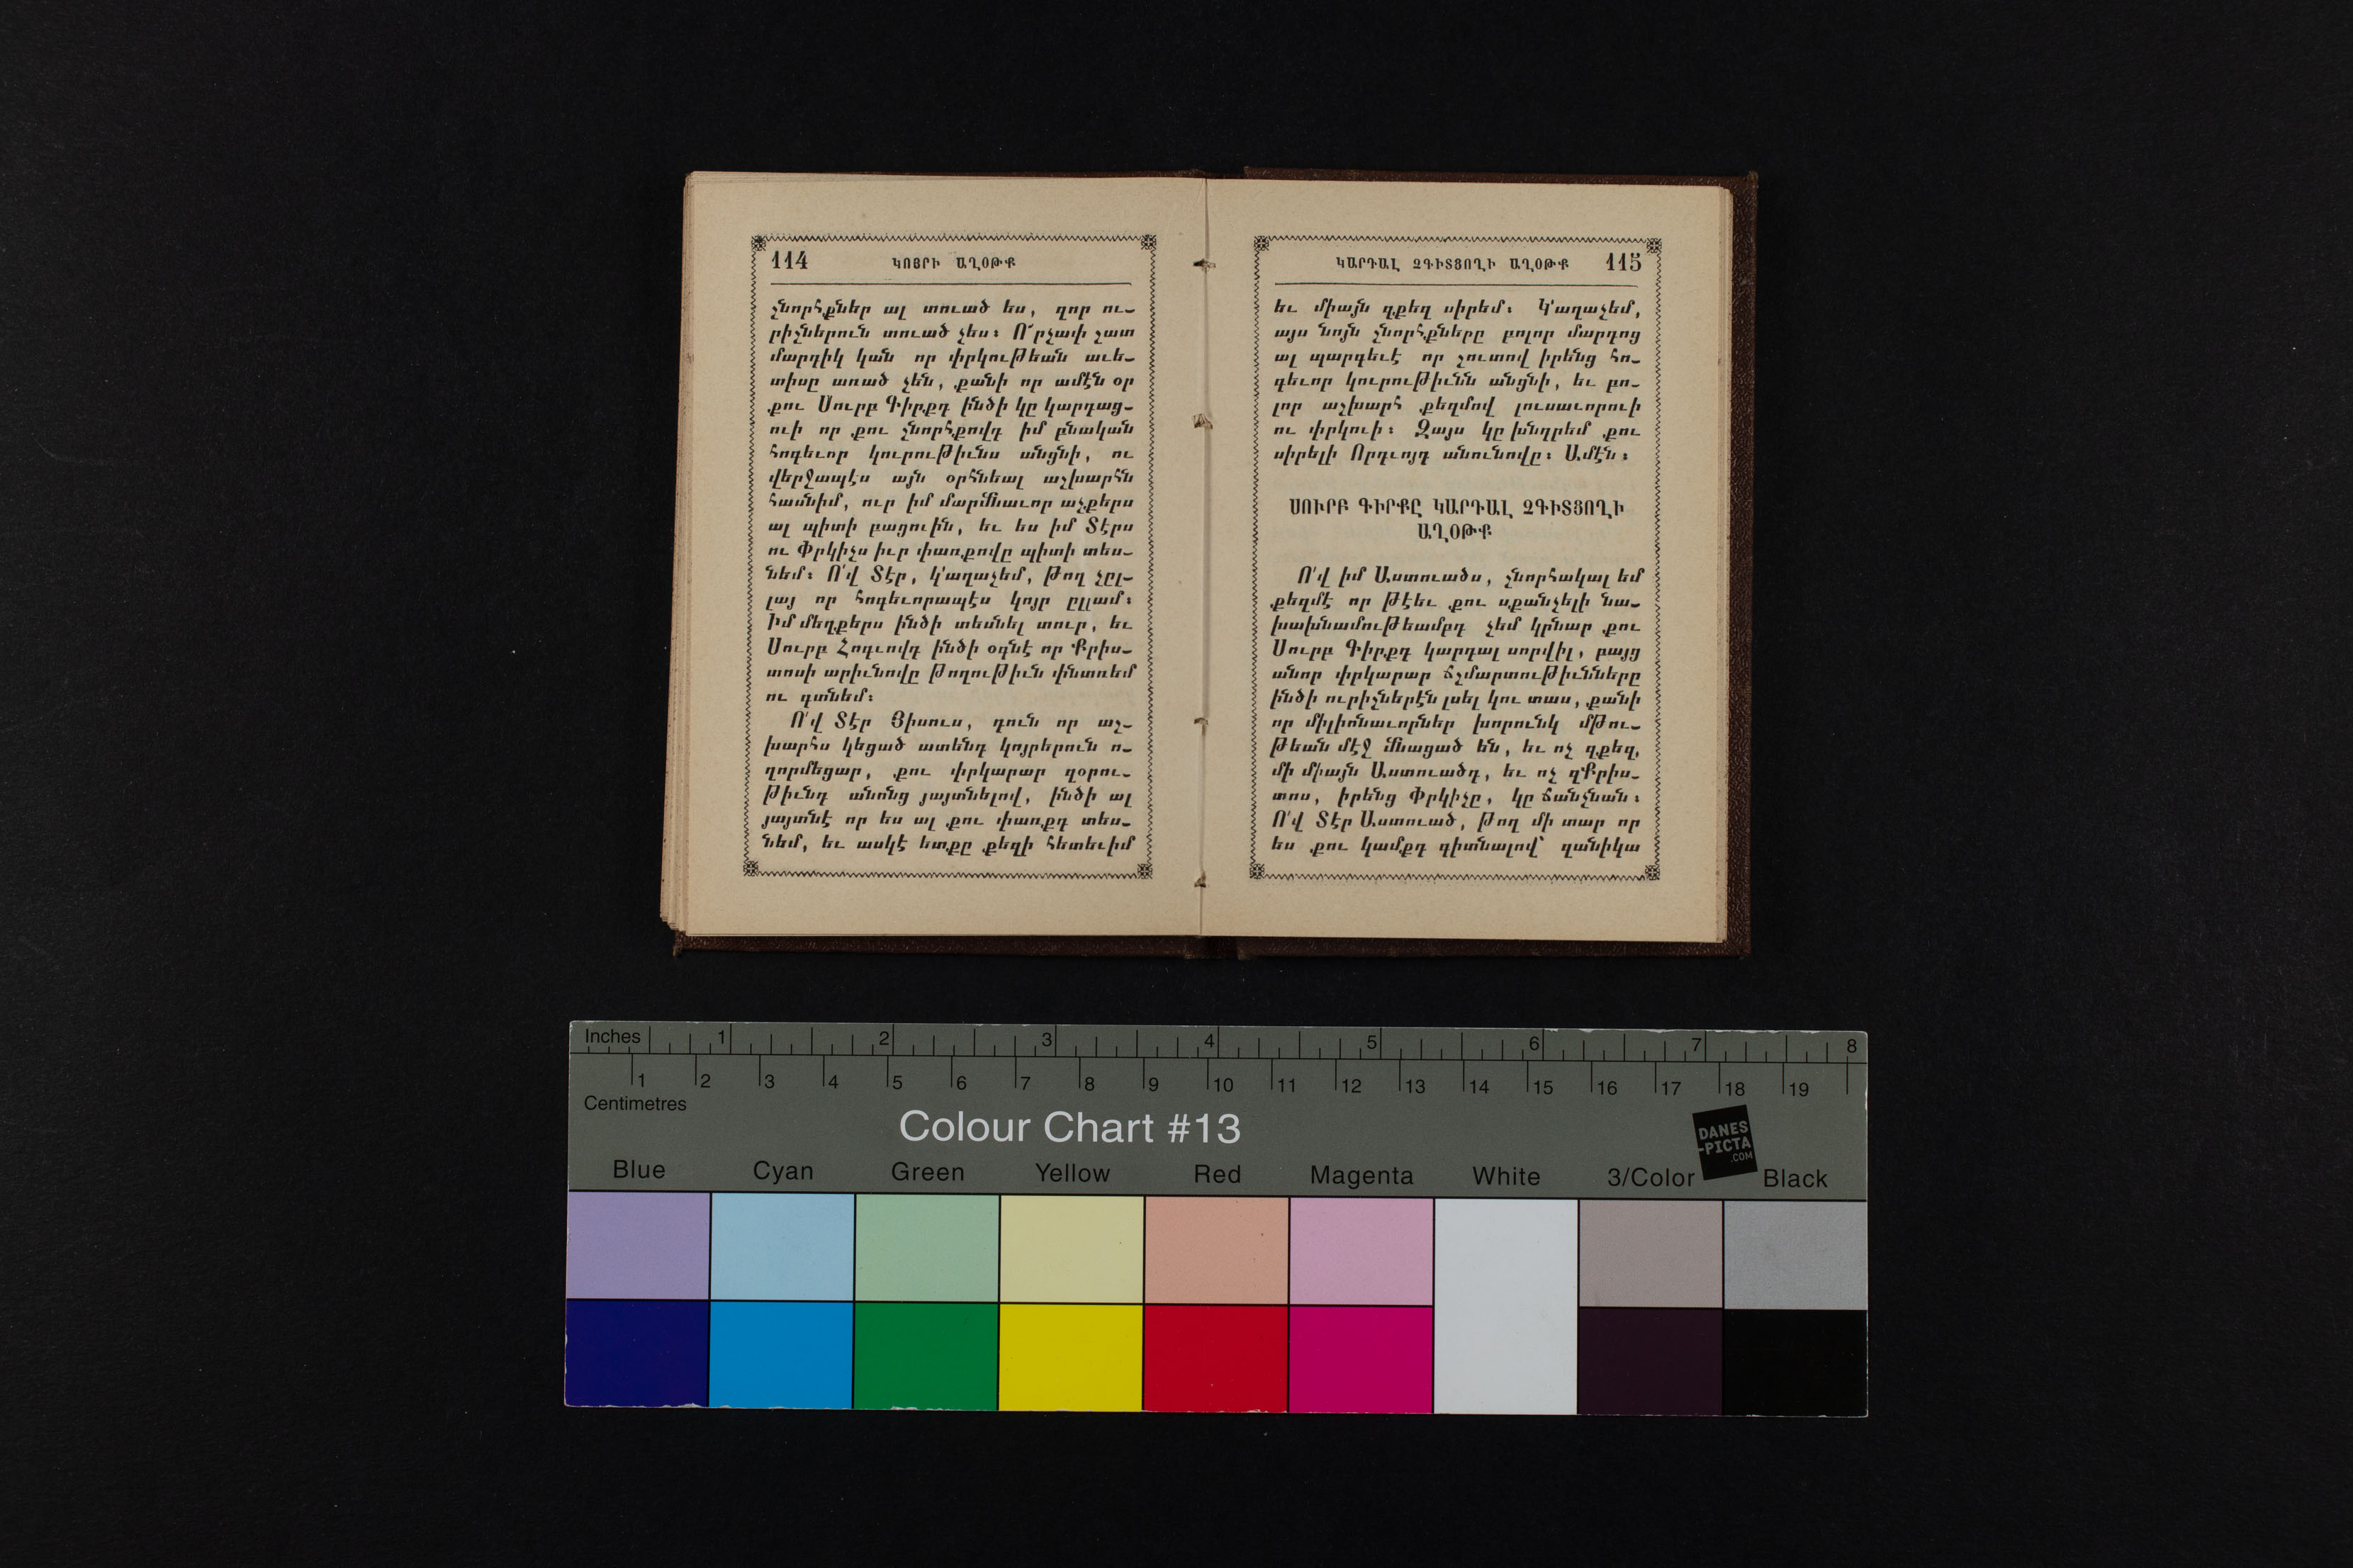 114 ԿՈՅՐԻ ԱՂՕԹՔ
շնորհքներ ալ տուած ես, զոր ու-
րիշներուն տուած չես։ Ո՜րչափ շատ
մարդիկ կան որ փրկութեան աւե-
տիսը առած չեն, քանի որ ամէն օր
քու Սուրբ Գիրքդ ինծի կը կարդաց-
ուի որ քու շնորհքովդ իմ բնական
հոգեւոր կուրութիւնս անցնի, ու
վերջապէս այն օրհնեալ աշխարհն
հասնիմ, ուր իմ մարմնաւոր աչքերս
ալ պիտի բացուին, եւ ես իմ Տէրս
ու Փրկիչս իւր փառքովը պիտի տես-
նեմ։ Ո՛վ Տէր, կ՚աղաչեմ, թող չըլ-
լայ որ հոգեւորապէս կոյր ըլլամ։
Իմ մեղքերս ինծի տեսնել տուր, եւ
Սուրբ Հոգւովդ ինծի օգնէ որ Քրիս-
տոսի արիւնովը թողութիւն փնտռեմ
ու գտնեմ։
Ո՛վ Տէր Յիսուս, դուն որ աշ-
խարհս կեցած ատենդ կոյրերուն ո-
ղորմեցար, քու փրկարար զօրու-
թիւնդ անոնց յայտնելով, ինծի ալ
յայտնէ որ ես ալ քու փառքդ տես-
նեմ, եւ ասկէ ետքը քեզի հետեւիմ
ԿԱՐԴԱԼ ՉԳԻՏՑՈՂԻ ԱՂՕԹՔ 115
եւ միայն զքեզ սիրեմ։ Կ՚աղաչեմ,
այս նոյն շնորհքները բոլոր մարդոց
ալ պարգեւէ որ շուտով իրենց հո-
գեւոր կուրութիւնն անցնի, եւ բո-
լոր աշխարհ քեզմով լուսաւորուի
ու փրկուի։ Զայս կը խնդրեմ քու
սիրելի Որդւոյդ անունովը։ Ամէն։
ՍՈՒՐԲ ԳԻՐՔԸ ԿԱՐԴԱԼ ՉԳԻՏՑՈՂԻ
ԱՂՕԹՔ
Ո՛վ իմ Աստուածս, շնորհակալ եմ
քեզմէ որ թէեւ քու սքանչելի նա-
խախնամութեամբդ չեմ կրնար քու
Սուրբ Գիրքդ կարդալ սորվիլ, բայց
անոր փրկարար ճշմարտութիւնները
ինծի ուրիշներէն լսել կու տաս, քանի
որ միլիօնաւորներ խորունկ մթու-
թեան մէջ մնացած են, եւ ոչ զքեզ,
մի միայն Աստուածդ, եւ ոչ զՔրիս-
տոս, իրենց Փրկիչը, կը ճանչնան։
Ո՛վ Տէր Աստուած, թող մի տար որ
ես քու կամքդ գիտնալով՝ զանիկա
Inches 1 2 3 4 5 6 7 8
1 2 3 4 5 6 7 8 9 10 11 12 13 14 15 16 17 18 19
Centimetres
Colour Chart #13
DANES
-PICTA
.COM
Blue Cyan Green Yellow Red Magenta White 3/Color Black